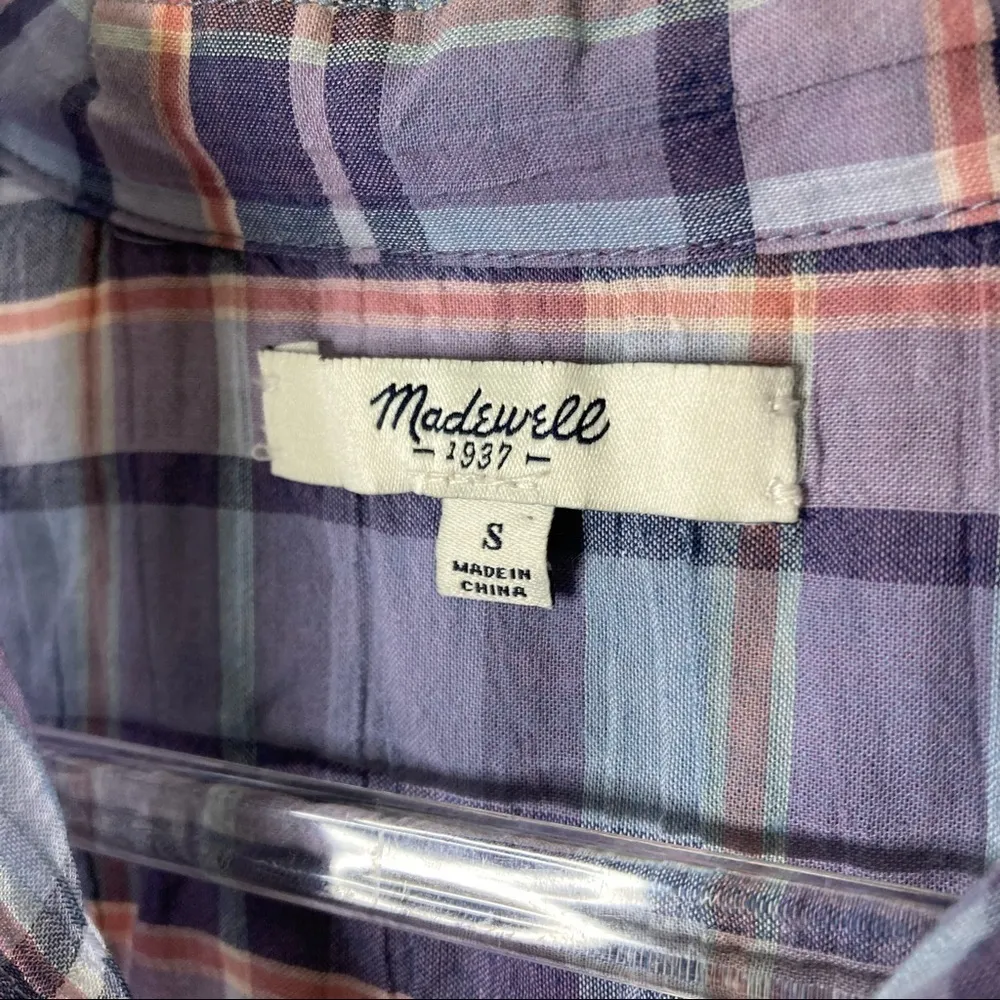 Madewell
- 1937 -
S
MADE IN
CHINA